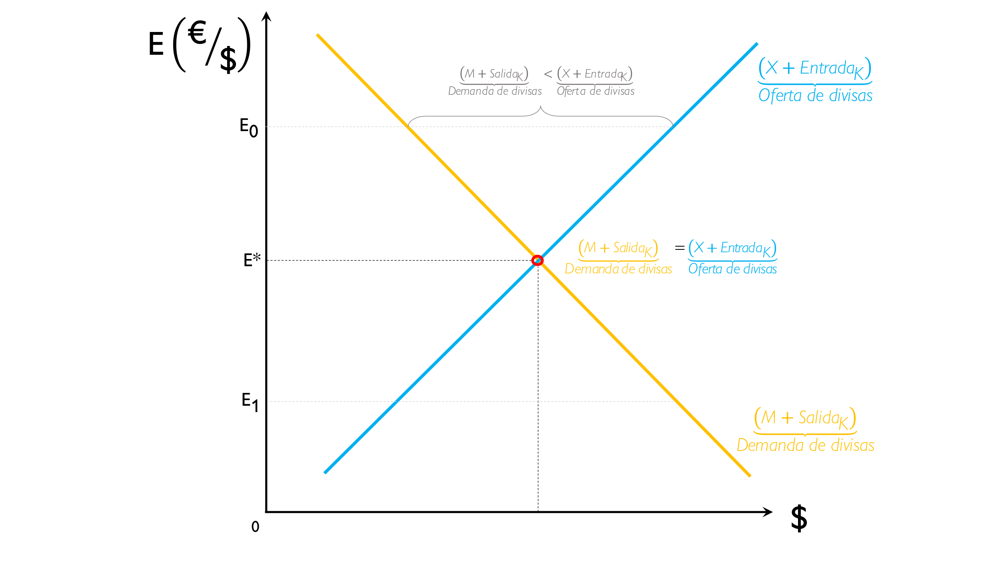 E (€/$)
(M + Salida_K) < (X + Entrada_K)
Demanda de divisas Oferta de divisas
(X + Entrada_K)
Oferta de divisas
E₀
E*
(M + Salida_K) = (X + Entrada_K)
Demanda de divisas Oferta de divisas
E₁
(M + Salida_K)
Demanda de divisas
$
0